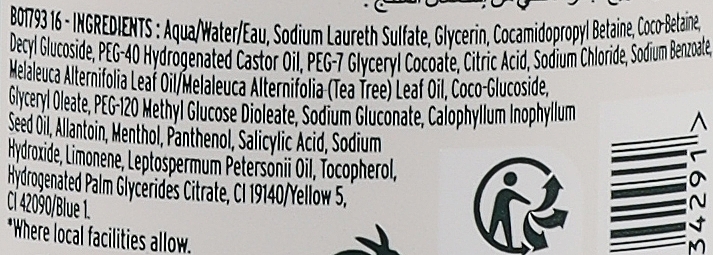 B01793 16 - INGREDIENTS : Aqua/Water/Eau, Sodium Laureth Sulfate, Glycerin, Cocamidopropyl Betaine, Coco-Betaine,
Decyl Glucoside, PEG-40 Hydrogenated Castor Oil, PEG-7 Glyceryl Cocoate, Citric Acid, Sodium Chloride, Sodium Benzoate,
Melaleuca Alternifolia Leaf Oil/Melaleuca Alternifolia (Tea Tree) Leaf Oil, Coco-Glucoside,
Glyceryl Oleate, PEG-120 Methyl Glucose Dioleate, Sodium Gluconate, Calophyllum Inophyllum
Seed Oil, Allantoin, Menthol, Panthenol, Salicylic Acid, Sodium
Hydroxide, Limonene, Leptospermum Petersonii Oil, Tocopherol,
Hydrogenated Palm Glycerides Citrate, CI 19140/Yellow 5,
CI 42090/Blue 1.
*Where local facilities allow.
34291 >